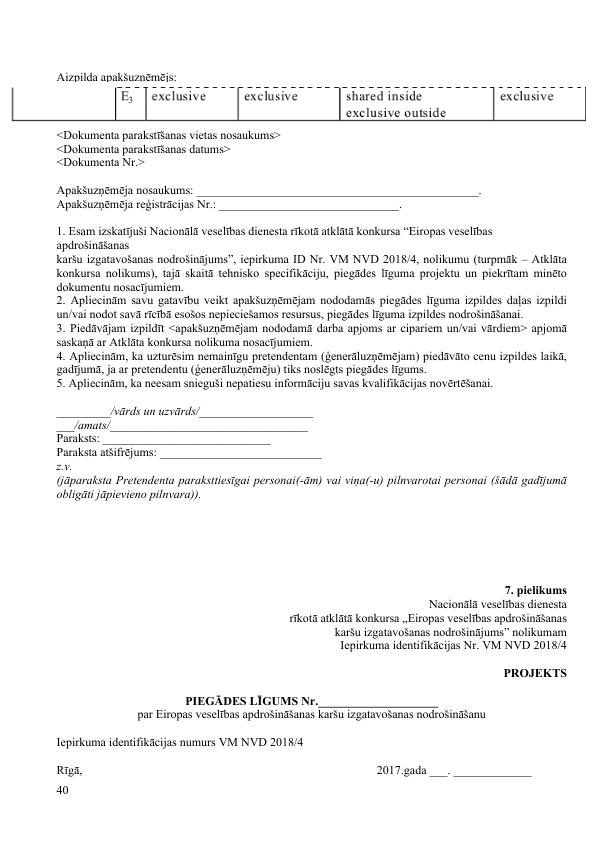 Aizpilda apakšuzņēmējs:
E3 exclusive exclusive shared inside exclusive
exclusive outside
<Dokumenta parakstīšanas vietas nosaukums>
<Dokumenta parakstīšanas datums>
<Dokumenta Nr.>
Apakšuzņēmēja nosaukums: _______________________________________________.
Apakšuzņēmēja reģistrācijas Nr.: ______________________________.
1. Esam izskatījuši Nacionālā veselības dienesta rīkotā atklātā konkursa “Eiropas veselības
apdrošināšanas
karšu izgatavošanas nodrošinājums”, iepirkuma ID Nr. VM NVD 2018/4, nolikumu (turpmāk – Atklāta
konkursa nolikums), tajā skaitā tehnisko specifikāciju, piegādes līguma projektu un piekrītam minēto
dokumentu nosacījumiem.
2. Apliecinām savu gatavību veikt apakšuzņēmējam nododamās piegādes līguma izpildes daļas izpildi
un/vai nodot savā rīcībā esošos nepieciešamos resursus, piegādes līguma izpildes nodrošināšanai.
3. Piedāvājam izpildīt <apakšuzņēmējam nododamā darba apjoms ar cipariem un/vai vārdiem> apjomā
saskaņā ar Atklāta konkursa nolikuma nosacījumiem.
4. Apliecinām, ka uzturēsim nemainīgu pretendentam (ģenerāluzņēmējam) piedāvāto cenu izpildes laikā,
gadījumā, ja ar pretendentu (ģenerāluzņēmēju) tiks noslēgts piegādes līgums.
5. Apliecinām, ka neesam snieguši nepatiesu informāciju savas kvalifikācijas novērtēšanai.
_________/vārds un uzvārds/___________________
___/amats/_________________________________
Paraksts: ____________________________
Paraksta atšifrējums: ___________________________
z.v.
(jāparaksta Pretendenta paraksttiesīgai personai(-ām) vai viņa(-u) pilnvarotai personai (šādā gadījumā
obligāti jāpievieno pilnvara)).
7. pielikums
Nacionālā veselības dienesta
rīkotā atklātā konkursa „Eiropas veselības apdrošināšanas
karšu izgatavošanas nodrošinājums” nolikumam
Iepirkuma identifikācijas Nr. VM NVD 2018/4
PROJEKTS
PIEGĀDES LĪGUMS Nr.____________________
par Eiropas veselības apdrošināšanas karšu izgatavošanas nodrošināšanu
Iepirkuma identifikācijas numurs VM NVD 2018/4
Rīgā, 2017.gada ___. _____________
40